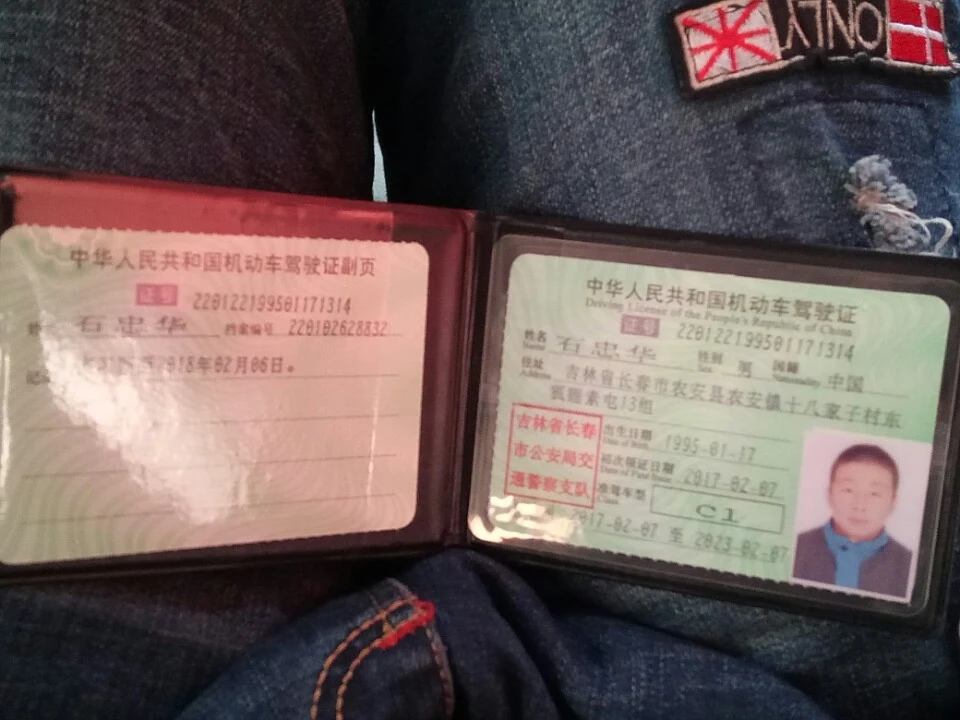 ONLY
中华人民共和国机动车驾驶证副页
证号 220122199501171314
石忠华 档案编号 220102628832
2018年02月06日。
中华人民共和国机动车驾驶证
Driving License of the People's Republic of China
证号 220122199501171314
姓名 Name 石忠华 性别 Sex 男 国籍 Nationality 中国
住址 Address 吉林省长春市农安县农安镇十八家子村东
屯13组
吉林省长春
市公安局交
通警察支队
出生日期 Date of Birth 1995-01-17
初次领证日期 2017-02-07
准驾车型 Class C1
2017-02-07 至 2023-02-07